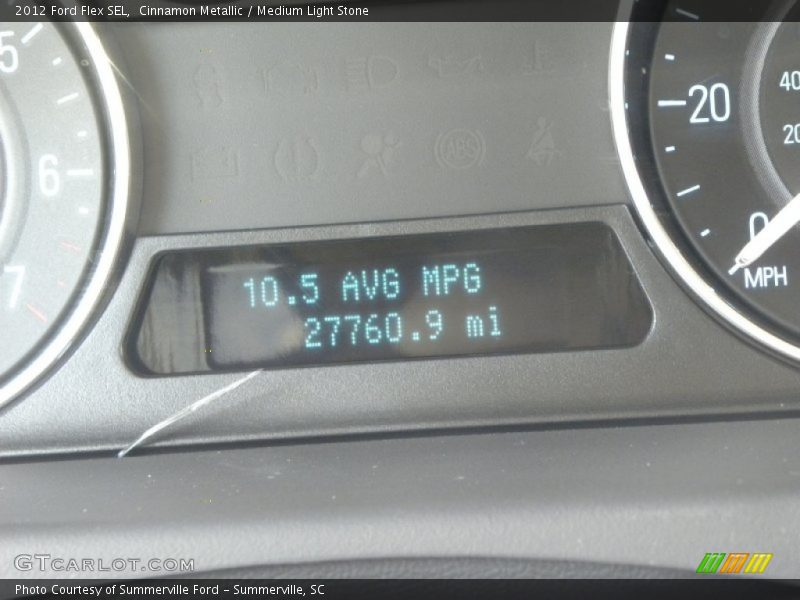 2012 Ford Flex SEL,  Cinnamon Metallic / Medium Light Stone
5
6
7
ABS
20
0
MPH
40
20
10.5 AVG MPG
27760.9 mi
GTCARLOT.COM
Photo Courtesy of Summerville Ford – Summerville, SC